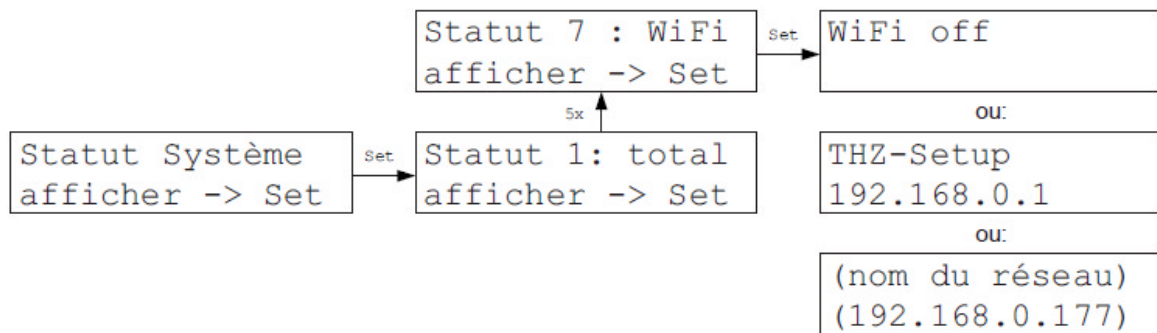 Statut 7 : WiFi
afficher -> Set
Set
WiFi off
5x
ou:
Statut Système
afficher -> Set
Set
Statut 1: total
afficher -> Set
THZ-Setup
192.168.0.1
ou:
(nom du réseau)
(192.168.0.177)